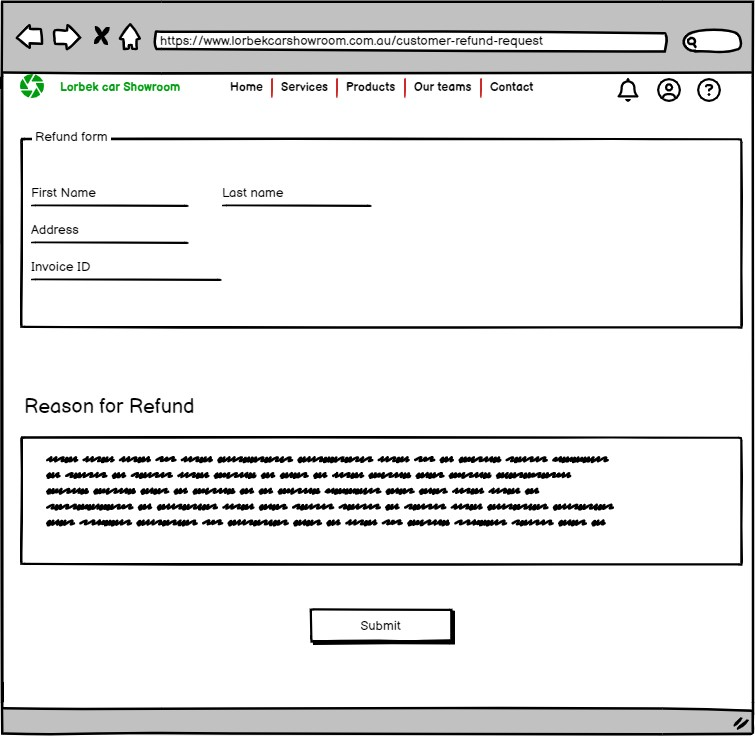 https://www.lorbekcarshowroom.com.au/customer-refund-request
Lorbek car Showroom Home Services Products Our teams Contact ?
Refund form
First Name Last name
Address
Invoice ID
Reason for Refund
Submit